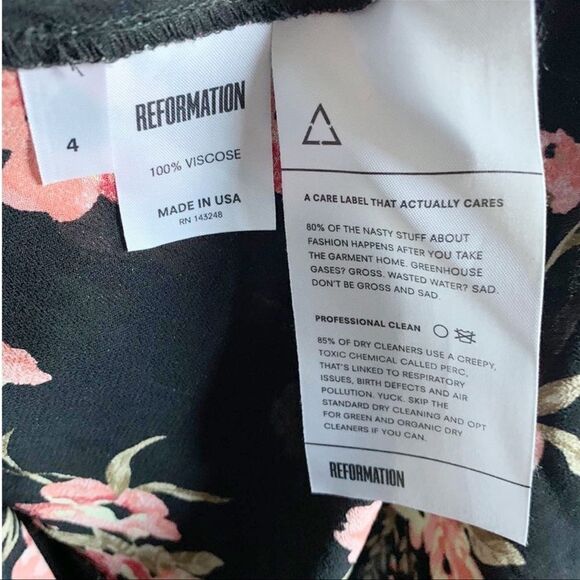 4
REFORMATION
100% VISCOSE
MADE IN USA
RN 143248
A CARE LABEL THAT ACTUALLY CARES
80% OF THE NASTY STUFF ABOUT
FASHION HAPPENS AFTER YOU TAKE
THE GARMENT HOME. GREENHOUSE
GASES? GROSS. WASTED WATER? SAD.
DON'T BE GROSS AND SAD.
PROFESSIONAL CLEAN
85% OF DRY CLEANERS USE A CREEPY,
TOXIC CHEMICAL CALLED PERC,
THAT'S LINKED TO RESPIRATORY
ISSUES, BIRTH DEFECTS AND AIR
POLLUTION. YUCK. SKIP THE
STANDARD DRY CLEANING AND OPT
FOR GREEN AND ORGANIC DRY
CLEANERS IF YOU CAN.
REFORMATION